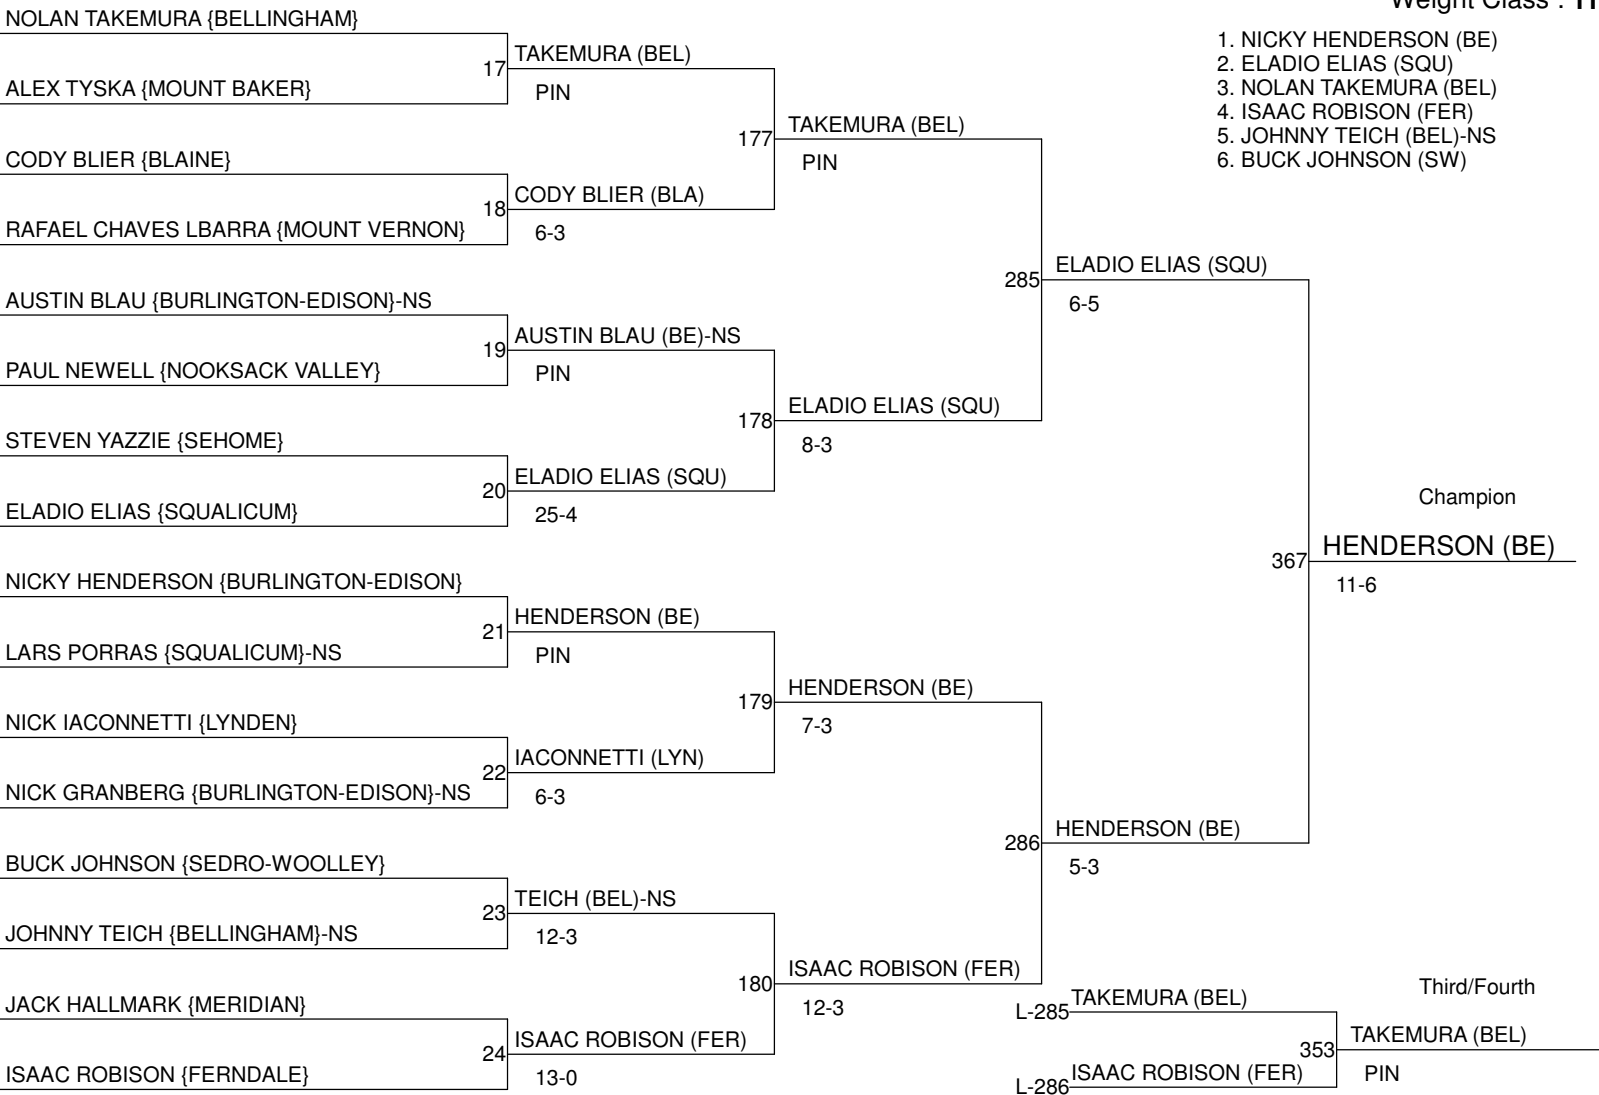 Weight Class : 11
1. NICKY HENDERSON (BE)
2. ELADIO ELIAS (SQU)
3. NOLAN TAKEMURA (BEL)
4. ISAAC ROBISON (FER)
5. JOHNNY TEICH (BEL)-NS
6. BUCK JOHNSON (SW)
NOLAN TAKEMURA {BELLINGHAM}
17 TAKEMURA (BEL)
ALEX TYSKA {MOUNT BAKER}
PIN
177 TAKEMURA (BEL)
PIN
CODY BLIER {BLAINE}
18 CODY BLIER (BLA)
RAFAEL CHAVES LBARRA {MOUNT VERNON}
6-3
285 ELADIO ELIAS (SQU)
6-5
AUSTIN BLAU {BURLINGTON-EDISON}-NS
19 AUSTIN BLAU (BE)-NS
PAUL NEWELL {NOOKSACK VALLEY}
PIN
178 ELADIO ELIAS (SQU)
8-3
STEVEN YAZZIE {SEHOME}
20 ELADIO ELIAS (SQU)
ELADIO ELIAS {SQUALICUM}
25-4
Champion
367 HENDERSON (BE)
11-6
NICKY HENDERSON {BURLINGTON-EDISON}
21 HENDERSON (BE)
LARS PORRAS {SQUALICUM}-NS
PIN
179 HENDERSON (BE)
7-3
NICK IACONNETTI {LYNDEN}
22 IACONNETTI (LYN)
NICK GRANBERG {BURLINGTON-EDISON}-NS
6-3
286 HENDERSON (BE)
5-3
BUCK JOHNSON {SEDRO-WOOLLEY}
23 TEICH (BEL)-NS
JOHNNY TEICH {BELLINGHAM}-NS
12-3
180 ISAAC ROBISON (FER)
12-3
JACK HALLMARK {MERIDIAN}
24 ISAAC ROBISON (FER)
ISAAC ROBISON {FERNDALE}
13-0
Third/Fourth
L-285 TAKEMURA (BEL)
353 TAKEMURA (BEL)
L-286 ISAAC ROBISON (FER)
PIN